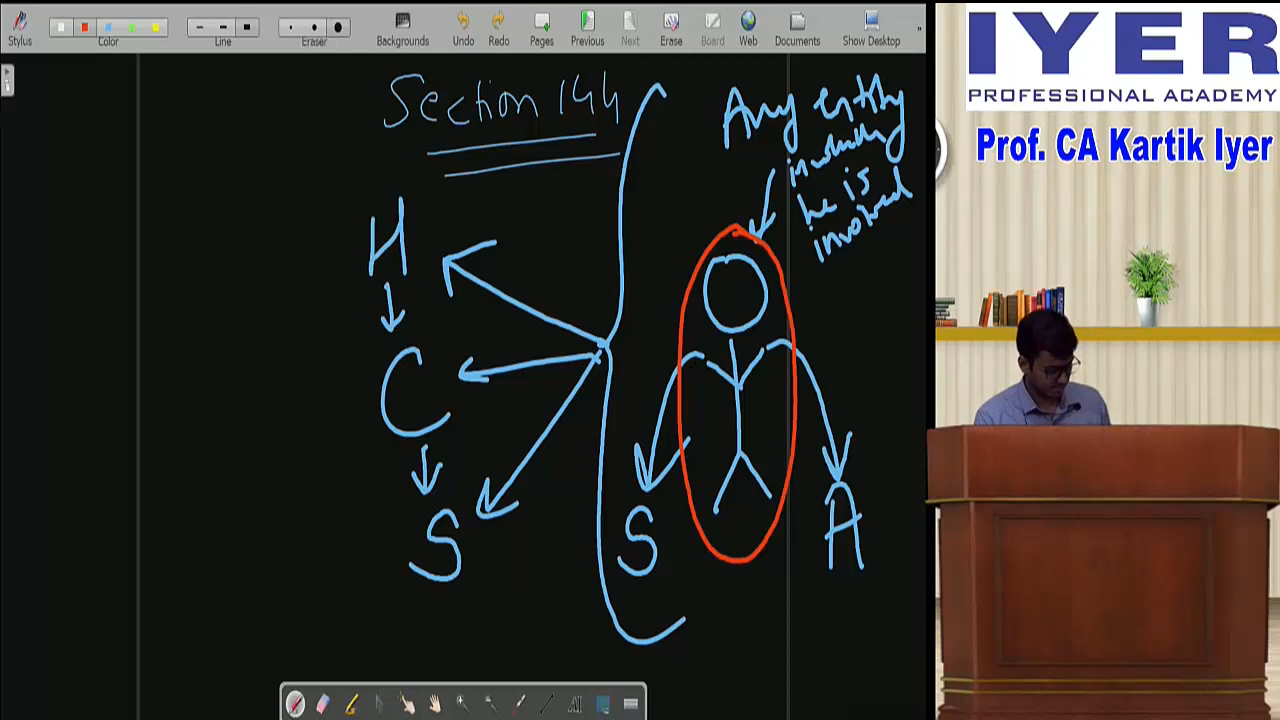 Stylus
Color
Line
Eraser
Backgrounds
Undo
Redo
Pages
Previous
Next
Erase
Board
Web
Documents
Show Desktop
»
IYER
PROFESSIONAL ACADEMY
Prof. CA Kartik Iyer
Section 144
Any entity
he is
involved
H
C
S
S
A
AI